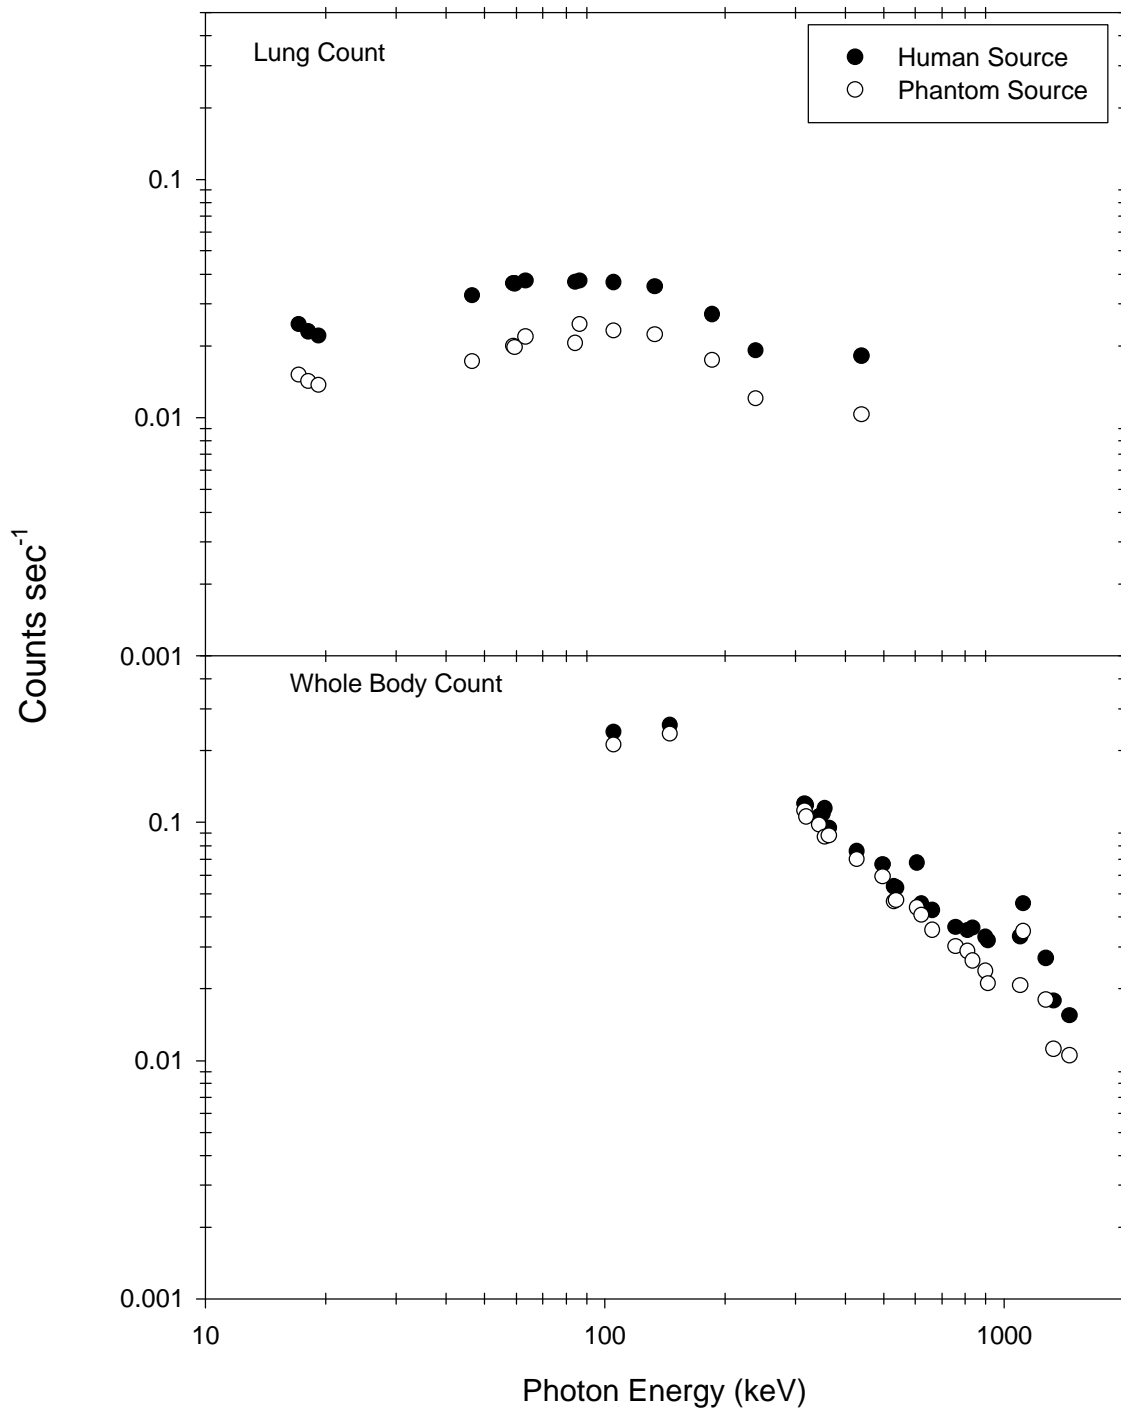 Lung Count
Human Source
Phantom Source
0.1
0.01
0.001
Counts sec-1
Whole Body Count
0.1
0.01
0.001
10
100
1000
Photon Energy (keV)